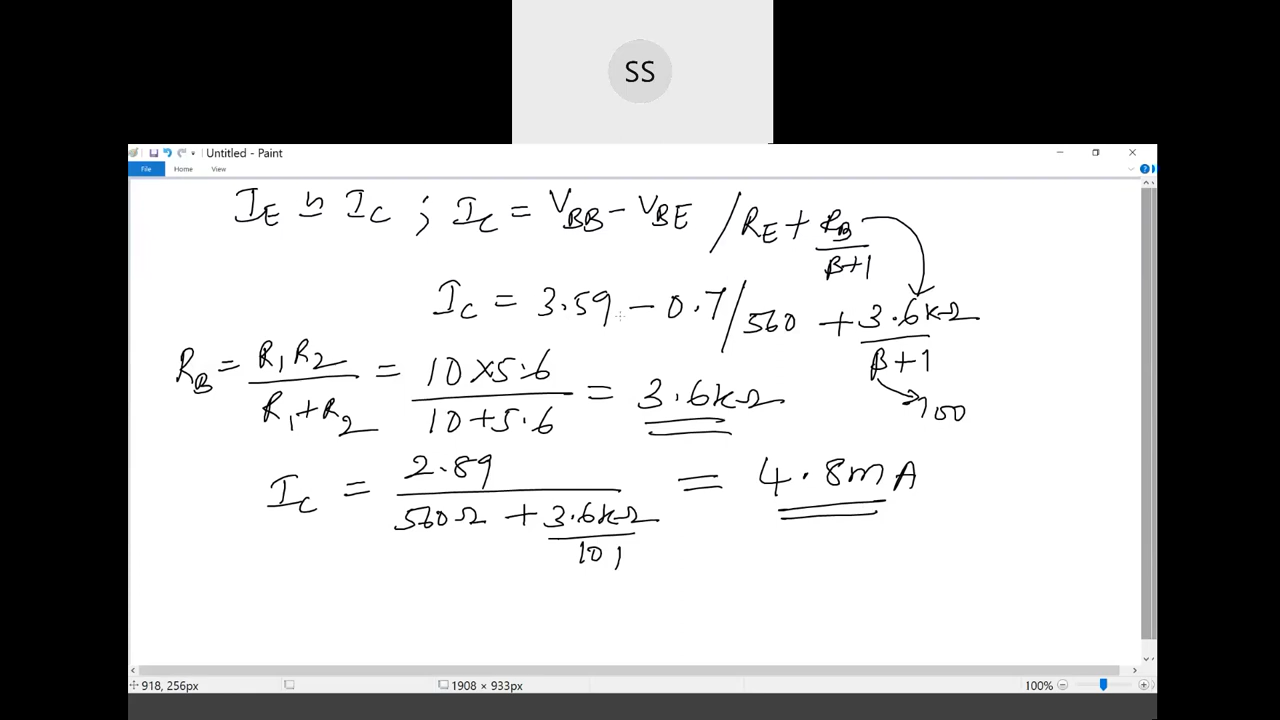 SS
Untitled - Paint
File Home View
I_E ≃ I_C ; I_C = V_BB - V_BE / R_E + R_B/β+1
I_C = 3.59 - 0.7 / 560 + 3.6kΩ/β+1
→ 100
R_B = R_1 R_2/R_1+R_2 = 10 × 5.6/10+5.6 = 3.6kΩ
I_C = 2.89/560Ω + 3.6kΩ/101 = 4.8mA
918, 256px 1908 × 933px 100%